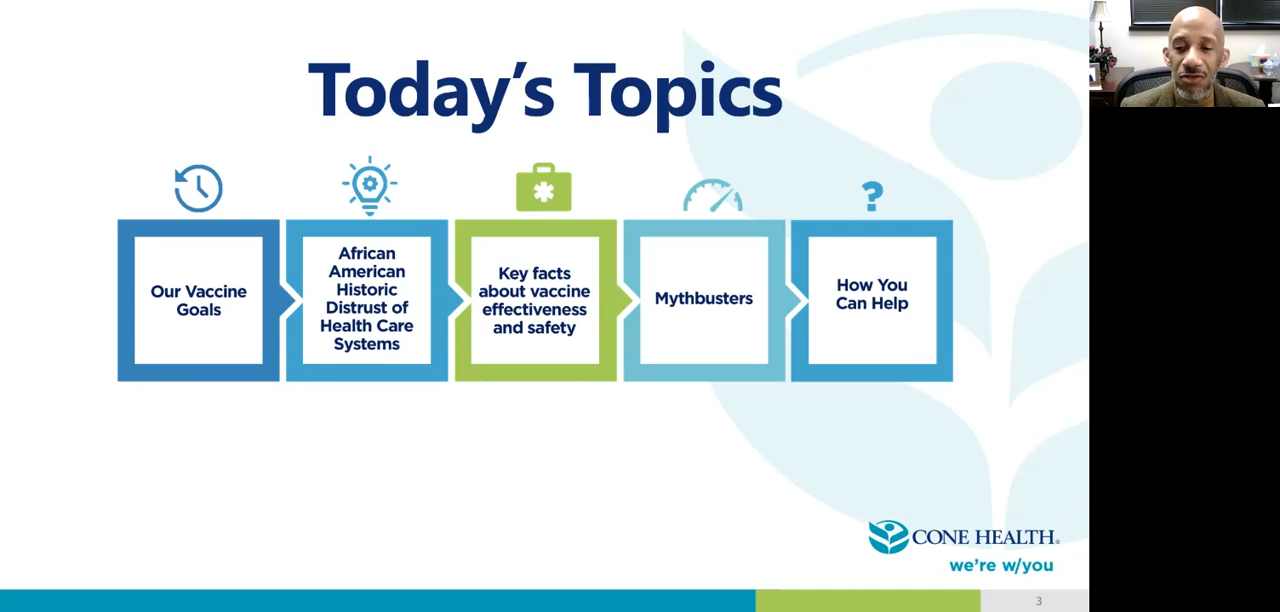 Today's Topics
?
Our Vaccine
Goals
African
American
Historic
Distrust of
Health Care
Systems
Key facts
about vaccine
effectiveness
and safety
Mythbusters
How You
Can Help
CONE HEALTH®
we're w/you
3